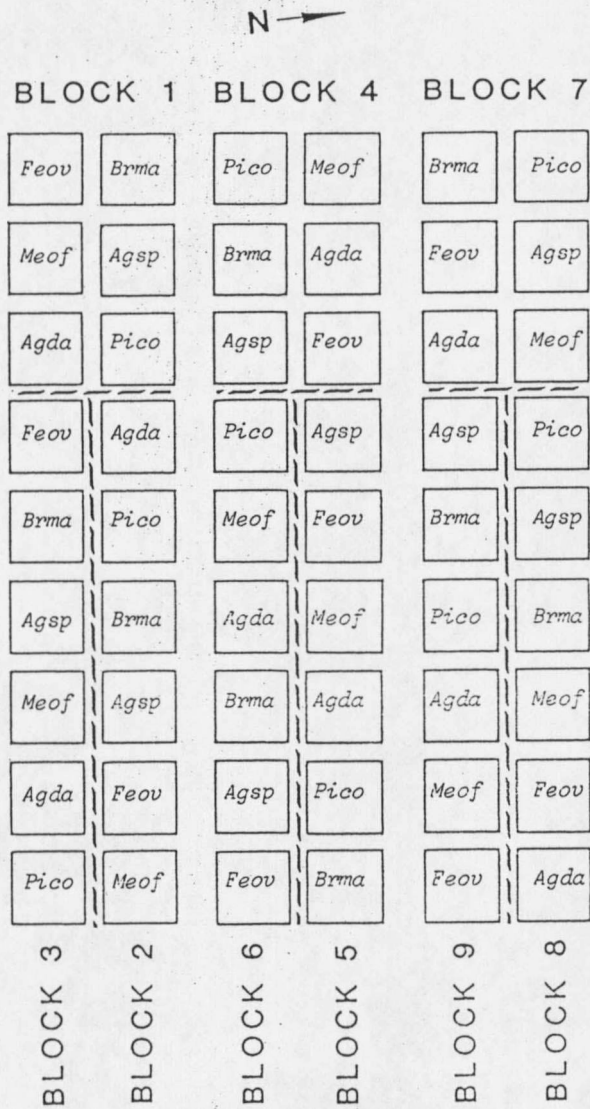 N
BLOCK 1 BLOCK 4 BLOCK 7
Feov Brma Pico Meof Brma Pico
Meof Agsp Brma Agda Feov Agsp
Agda Pico Agsp Feov Agda Meof
Feov Agda Pico Agsp Agsp Pico
Brma Pico Meof Feov Brma Agsp
Agsp Brma Agda Meof Pico Brma
Meof Agsp Brma Agda Agda Meof
Agda Feov Agsp Pico Meof Feov
Pico Meof Feov Brma Feov Agda
BLOCK 3 BLOCK 2 BLOCK 6 BLOCK 5 BLOCK 9 BLOCK 8